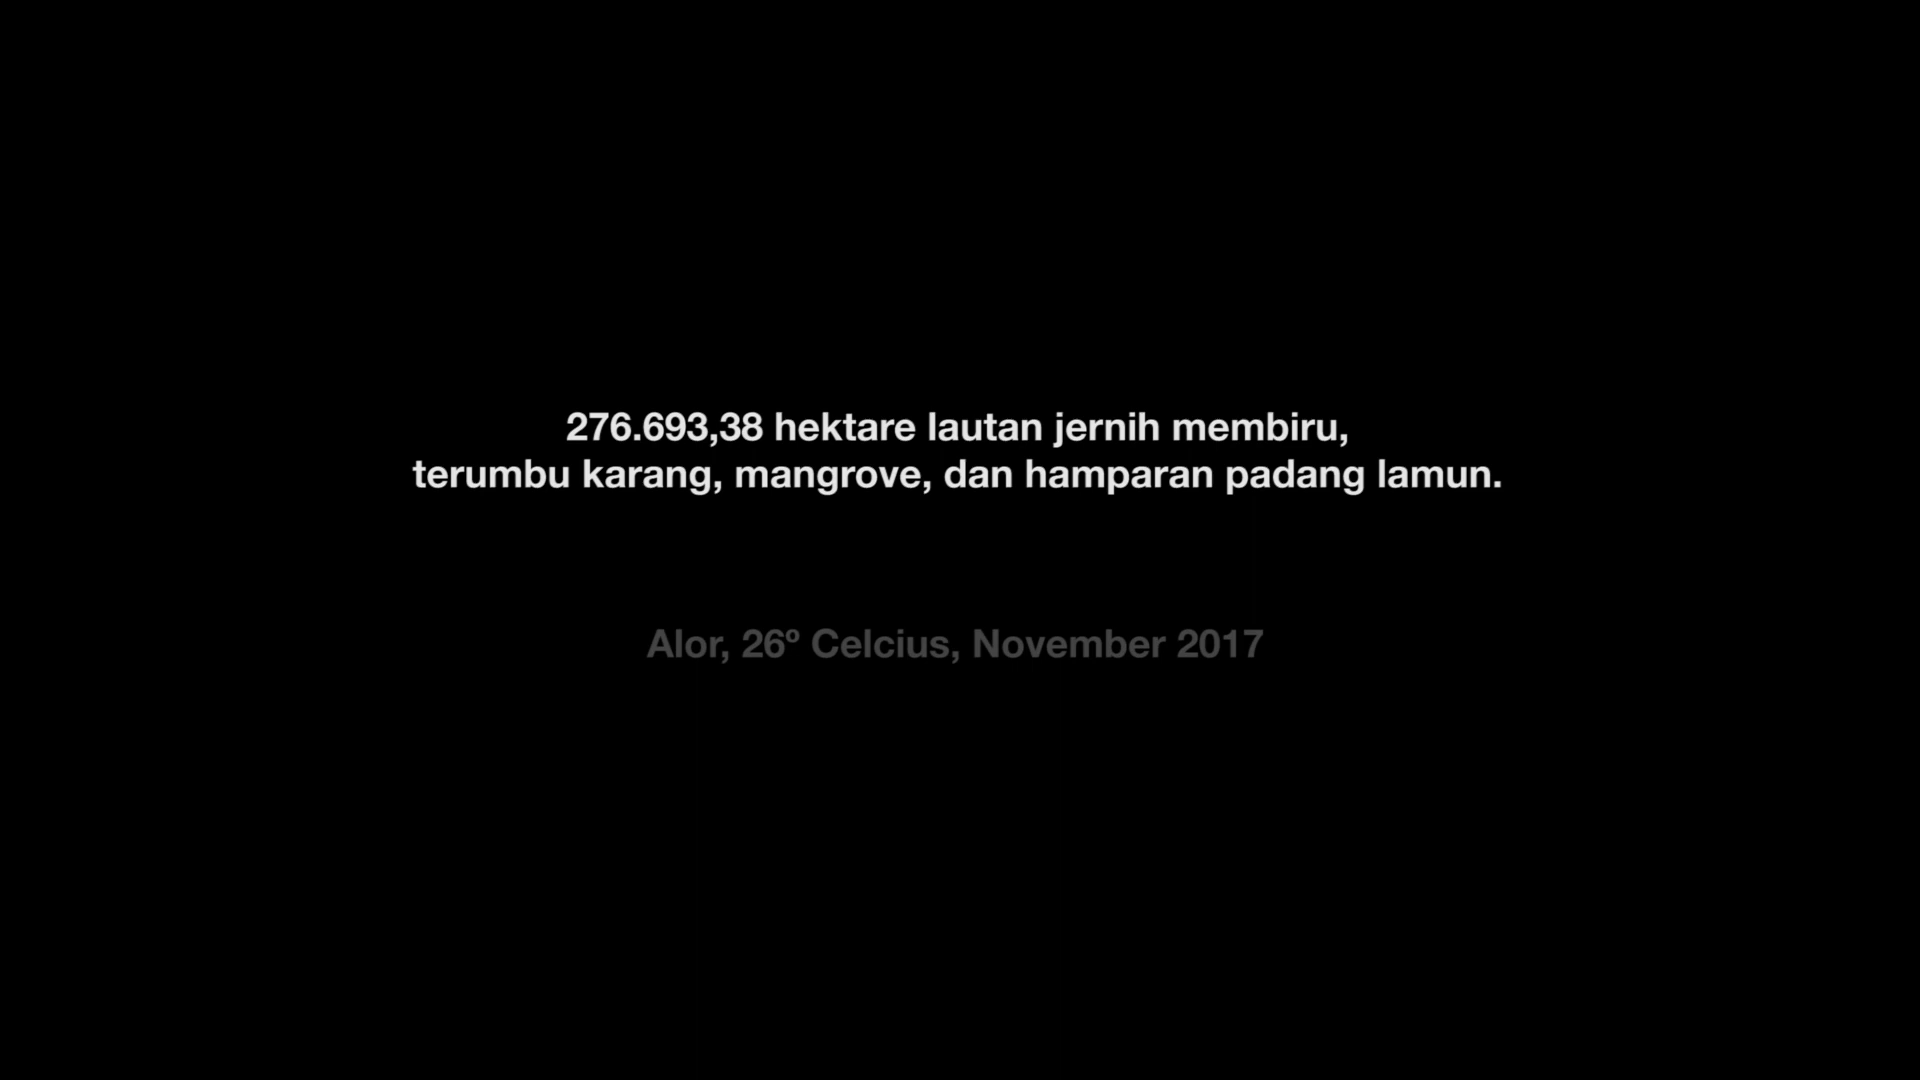 276.693,38 hektare lautan jernih membiru,
terumbu karang, mangrove, dan hamparan padang lamun.
Alor, 26º Celcius, November 2017